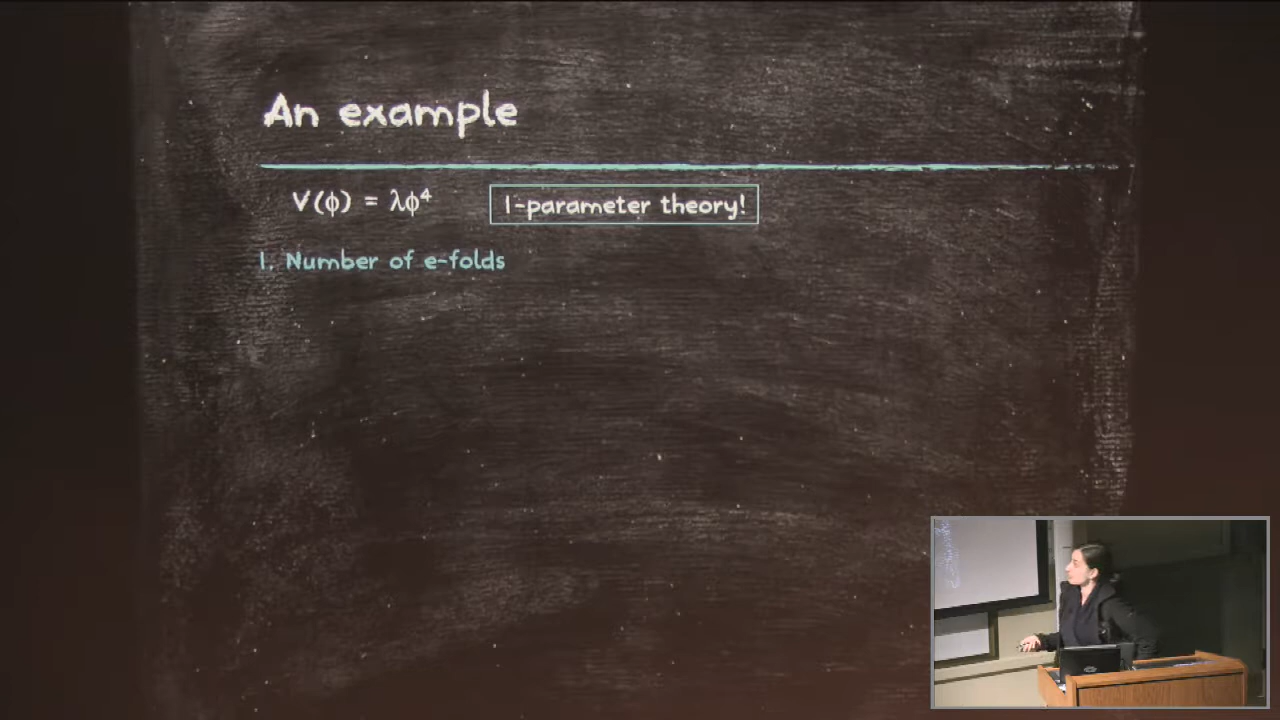 An example
V(ϕ) = λϕ⁴
1-parameter theory!
1. Number of e-folds